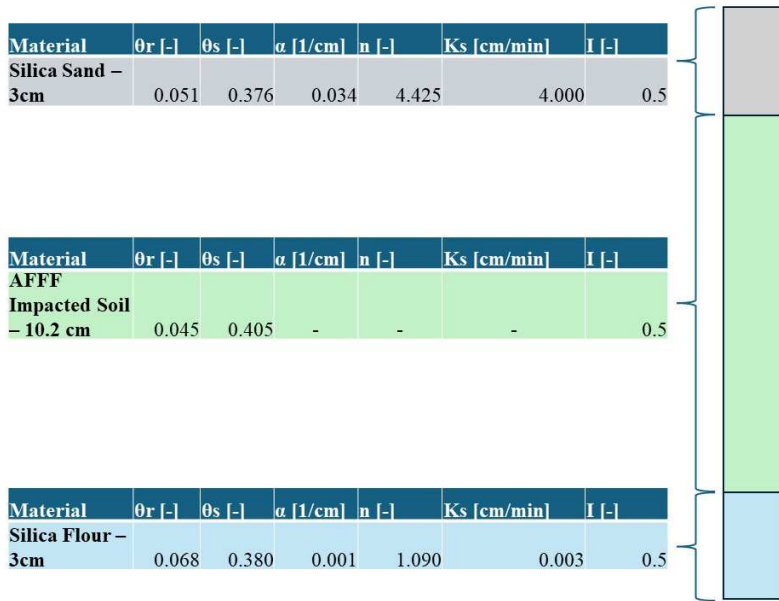 Material θr [-] θs [-] α [1/cm] n [-] Ks [cm/min] I [-]
Silica Sand –
3cm 0.051 0.376 0.034 4.425 4.000 0.5
Material θr [-] θs [-] α [1/cm] n [-] Ks [cm/min] I [-]
AFFF
Impacted Soil
– 10.2 cm 0.045 0.405 - - - 0.5
Material θr [-] θs [-] α [1/cm] n [-] Ks [cm/min] I [-]
Silica Flour –
3cm 0.068 0.380 0.001 1.090 0.003 0.5